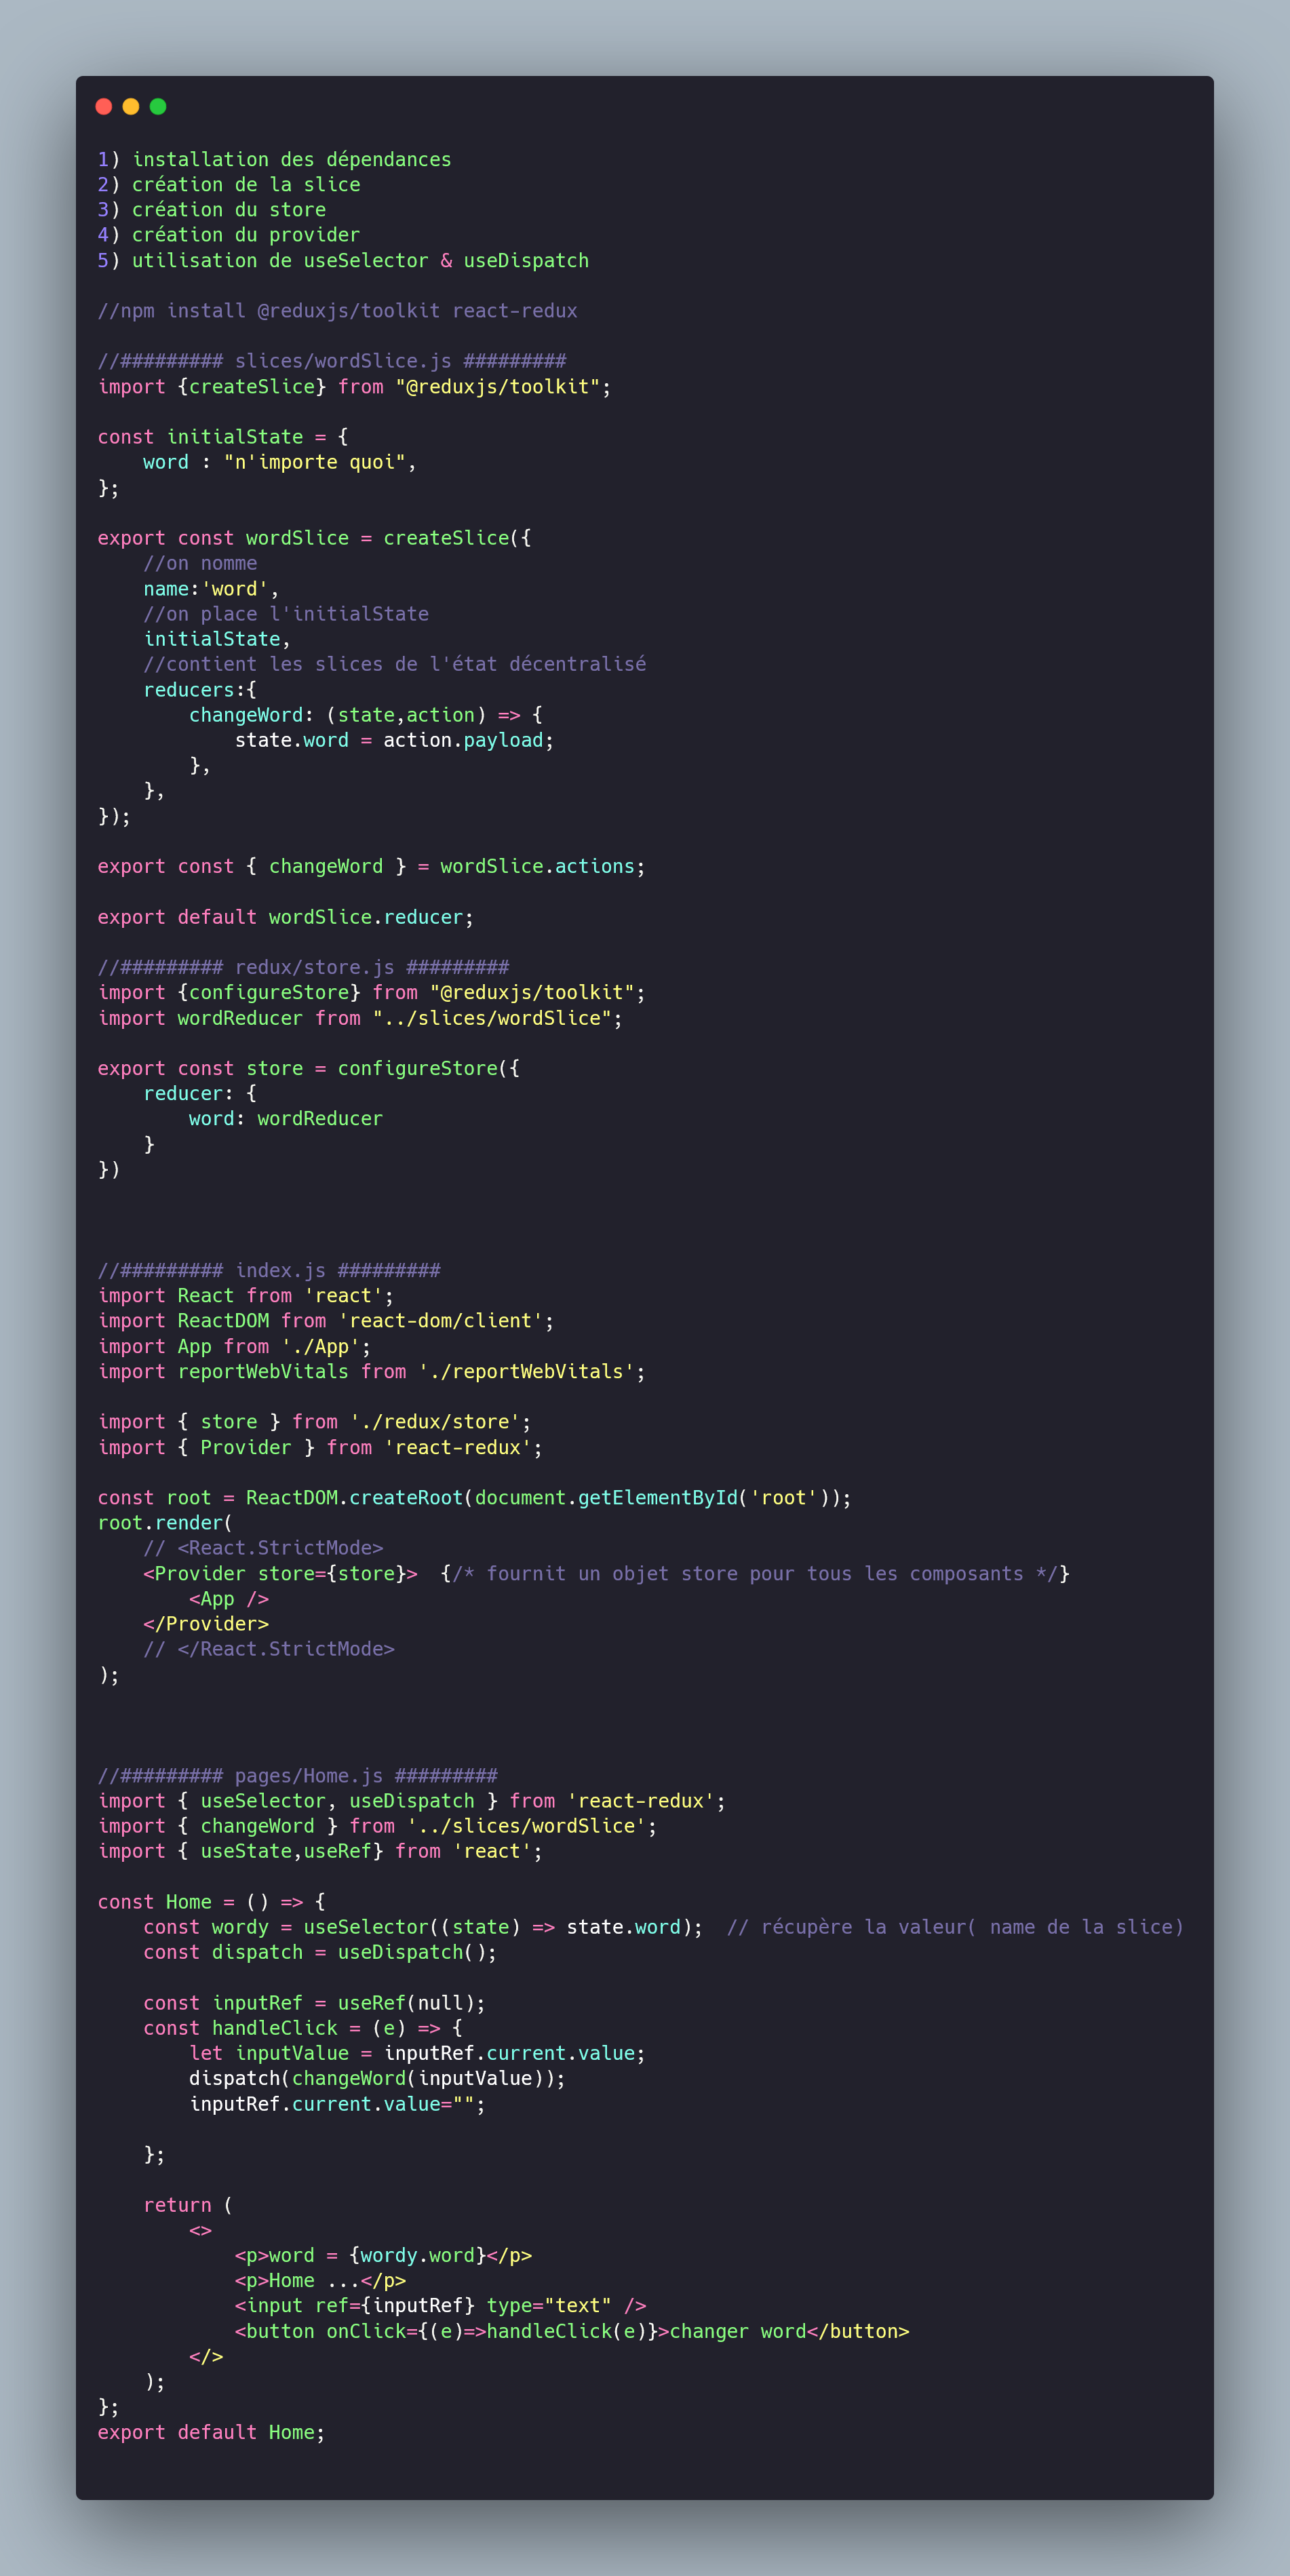 1) installation des dépendances
2) création de la slice
3) création du store
4) création du provider
5) utilisation de useSelector & useDispatch
//npm install @reduxjs/toolkit react-redux
//######### slices/wordSlice.js #########
import {createSlice} from "@reduxjs/toolkit";
const initialState = {
    word : "n'importe quoi",
};
export const wordSlice = createSlice({
    //on nomme
    name:'word',
    //on place l'initialState
    initialState,
    //contient les slices de l'état décentralisé
    reducers:{
        changeWord: (state,action) => {
            state.word = action.payload;
        },
    },
});
export const { changeWord } = wordSlice.actions;
export default wordSlice.reducer;
//######### redux/store.js #########
import {configureStore} from "@reduxjs/toolkit";
import wordReducer from "../slices/wordSlice";
export const store = configureStore({
    reducer: {
        word: wordReducer
    }
})
//######### index.js #########
import React from 'react';
import ReactDOM from 'react-dom/client';
import App from './App';
import reportWebVitals from './reportWebVitals';
import { store } from './redux/store';
import { Provider } from 'react-redux';
const root = ReactDOM.createRoot(document.getElementById('root'));
root.render(
    // <React.StrictMode>
    <Provider store={store}>  {/* fournit un objet store pour tous les composants */}
        <App />
    </Provider>
    // </React.StrictMode>
);
//######### pages/Home.js #########
import { useSelector, useDispatch } from 'react-redux';
import { changeWord } from '../slices/wordSlice';
import { useState,useRef} from 'react';
const Home = () => {
    const wordy = useSelector((state) => state.word);  // récupère la valeur( name de la slice)
    const dispatch = useDispatch();
    const inputRef = useRef(null);
    const handleClick = (e) => {
        let inputValue = inputRef.current.value;
        dispatch(changeWord(inputValue));
        inputRef.current.value="";
    };
    return (
        <>
            <p>word = {wordy.word}</p>
            <p>Home ...</p>
            <input ref={inputRef} type="text" />
            <button onClick={(e)=>handleClick(e)}>changer word</button>
        </>
    );
};
export default Home;